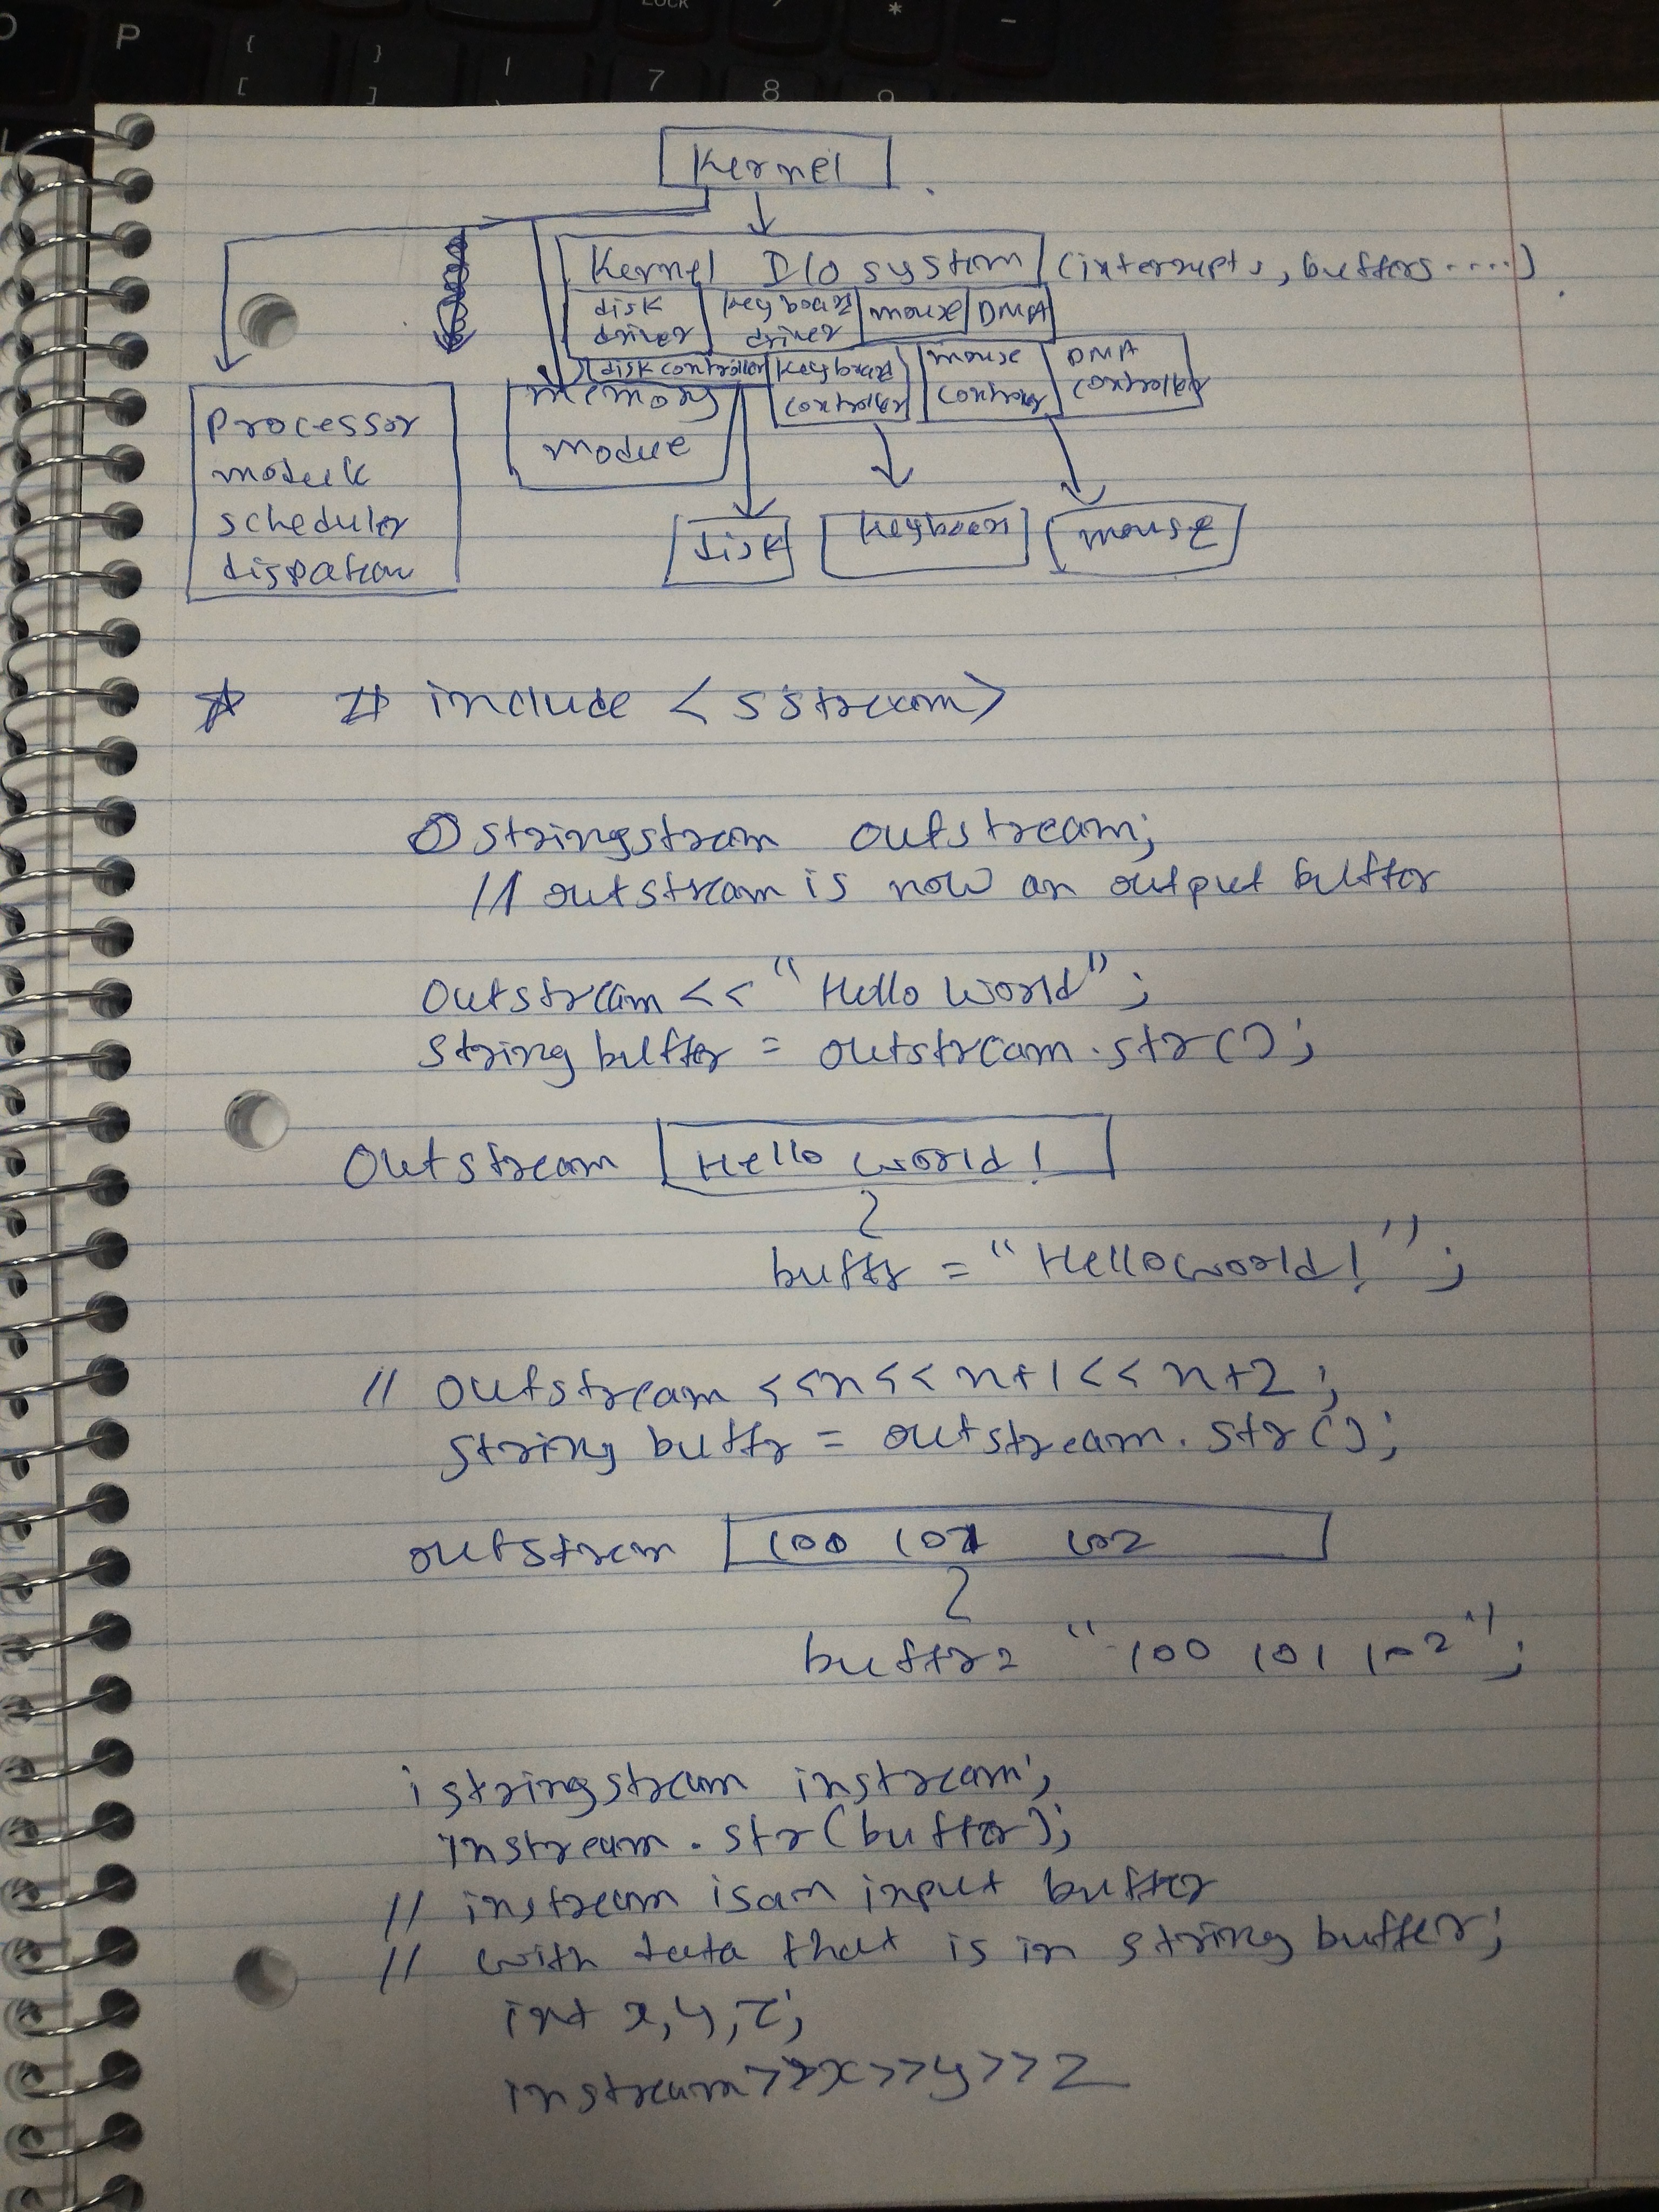 Kernel
Kernel I/O system (interrupts, buffers.....)
disk driver keyboard driver mouse DMA
disk controller keyboard controller mouse controller DMA controller
memory module
Processor
module
scheduler
disk keyboard mouse
# include <sstream>
Ostringstream outstream;
// outstream is now an output buffer
outstream << "Hello World";
string buffer = outstream.str();
Outstream Hello world!
buffer = "Hello world!";
// outstream <<n<< n+1 << n+2;
string buffer = outstream.str();
outstream 100 101 102
buffer = "100 101 102";
istringstream instream;
instream.str(buffer);
// instream is an input buffer
// with data that is in string buffer;
int x,y,z;
instream>>x>>y>>z
P
{
[
}
]
|
\
7
8
9
*
-
LOCK
L